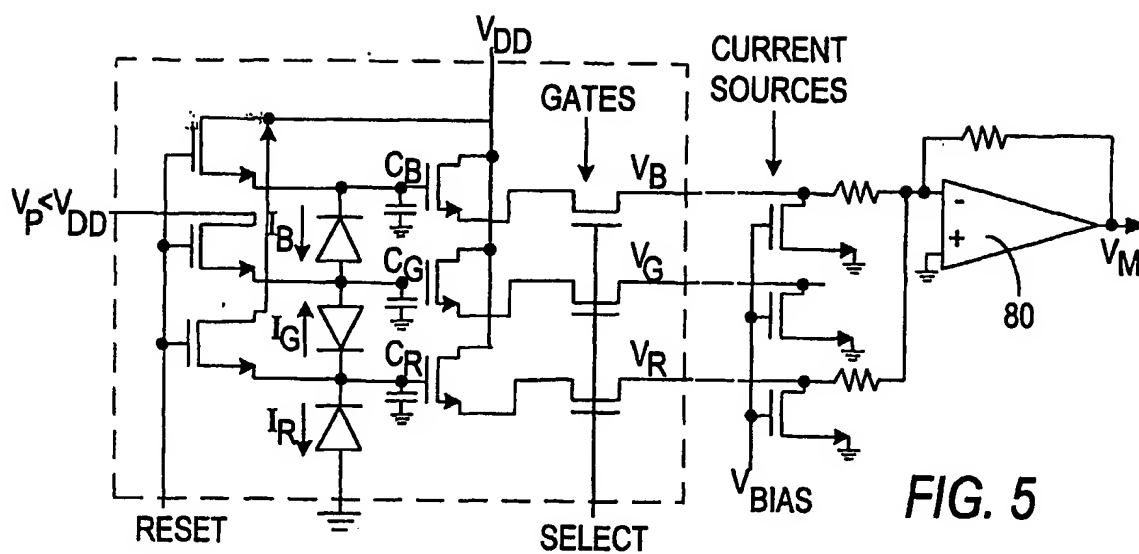 V_DD
CURRENT
SOURCES
GATES
C_B
V_B
V_P<V_DD
I_B
C_G
V_G
-
+
V_M
80
I_G
C_R
V_R
I_R
V_BIAS
FIG. 5
RESET
SELECT